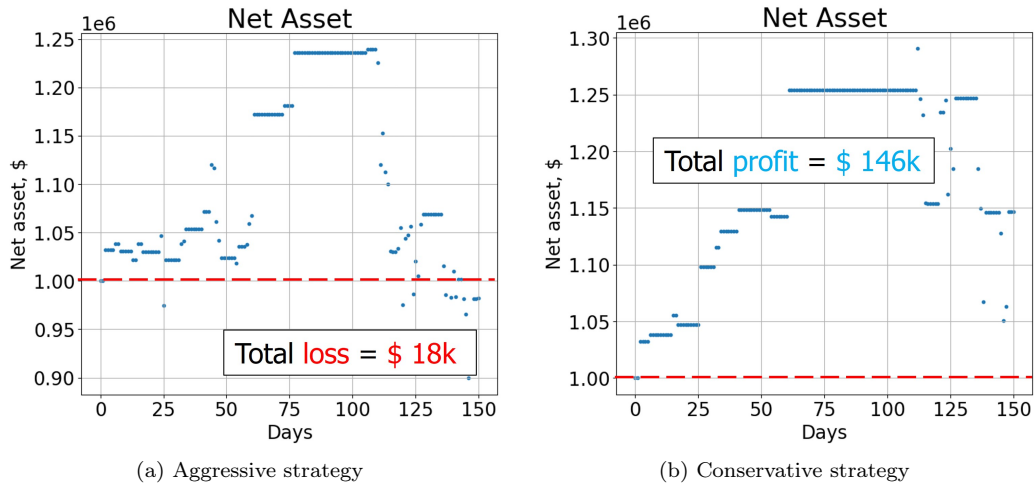 Net Asset
1e6
Net asset, $
1.25
1.20
1.15
1.10
1.05
1.00
0.95
0.90
Total loss = $ 18k
0 25 50 75 100 125 150
Days
(a) Aggressive strategy
Net Asset
1e6
Net asset, $
1.30
1.25
1.20
1.15
1.10
1.05
1.00
Total profit = $ 146k
0 25 50 75 100 125 150
Days
(b) Conservative strategy